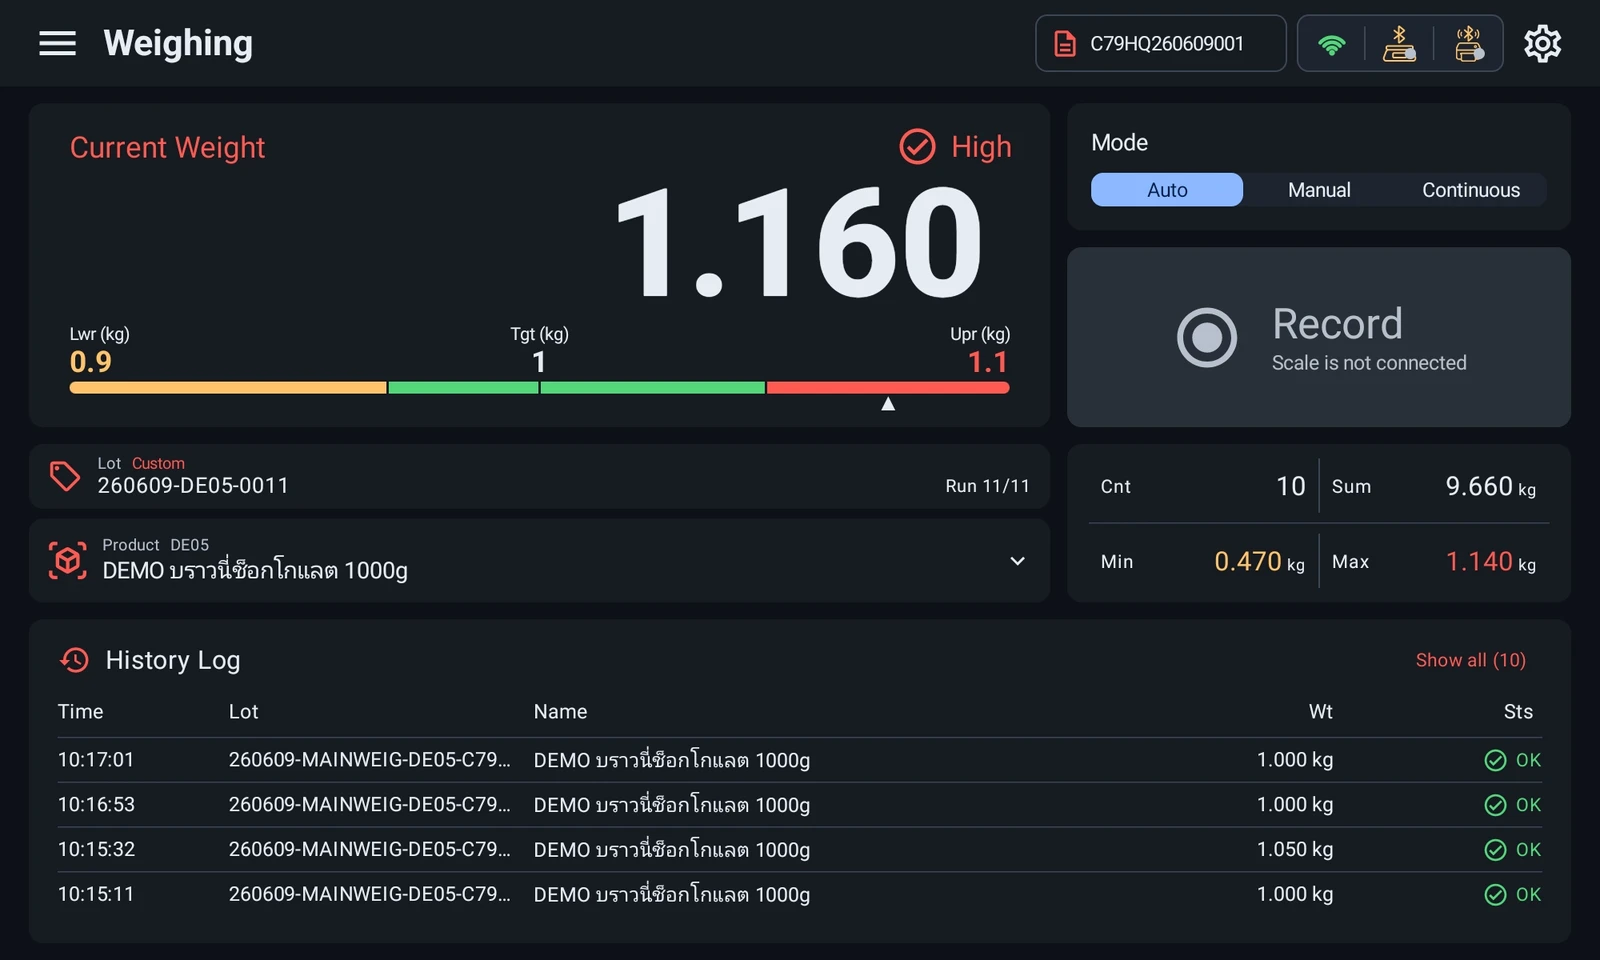 Weighing
C79HQ260609001
Current Weight
High
1.160
Lwr (kg)
Tgt (kg)
Upr (kg)
0.9
1
1.1
Mode
Auto
Manual
Continuous
Record
Scale is not connected
Lot Custom
260609-DE05-0011
Run 11/11
Product DE05
DEMO บราวนี่ช็อกโกแลต 1000g
Cnt 10
Sum 9.660 kg
Min 0.470 kg
Max 1.140 kg
History Log
Show all (10)
Time Lot Name Wt Sts
10:17:01 260609-MAINWEIG-DE05-C79... DEMO บราวนี่ช็อกโกแลต 1000g 1.000 kg OK
10:16:53 260609-MAINWEIG-DE05-C79... DEMO บราวนี่ช็อกโกแลต 1000g 1.000 kg OK
10:15:32 260609-MAINWEIG-DE05-C79... DEMO บราวนี่ช็อกโกแลต 1000g 1.050 kg OK
10:15:11 260609-MAINWEIG-DE05-C79... DEMO บราวนี่ช็อกโกแลต 1000g 1.000 kg OK